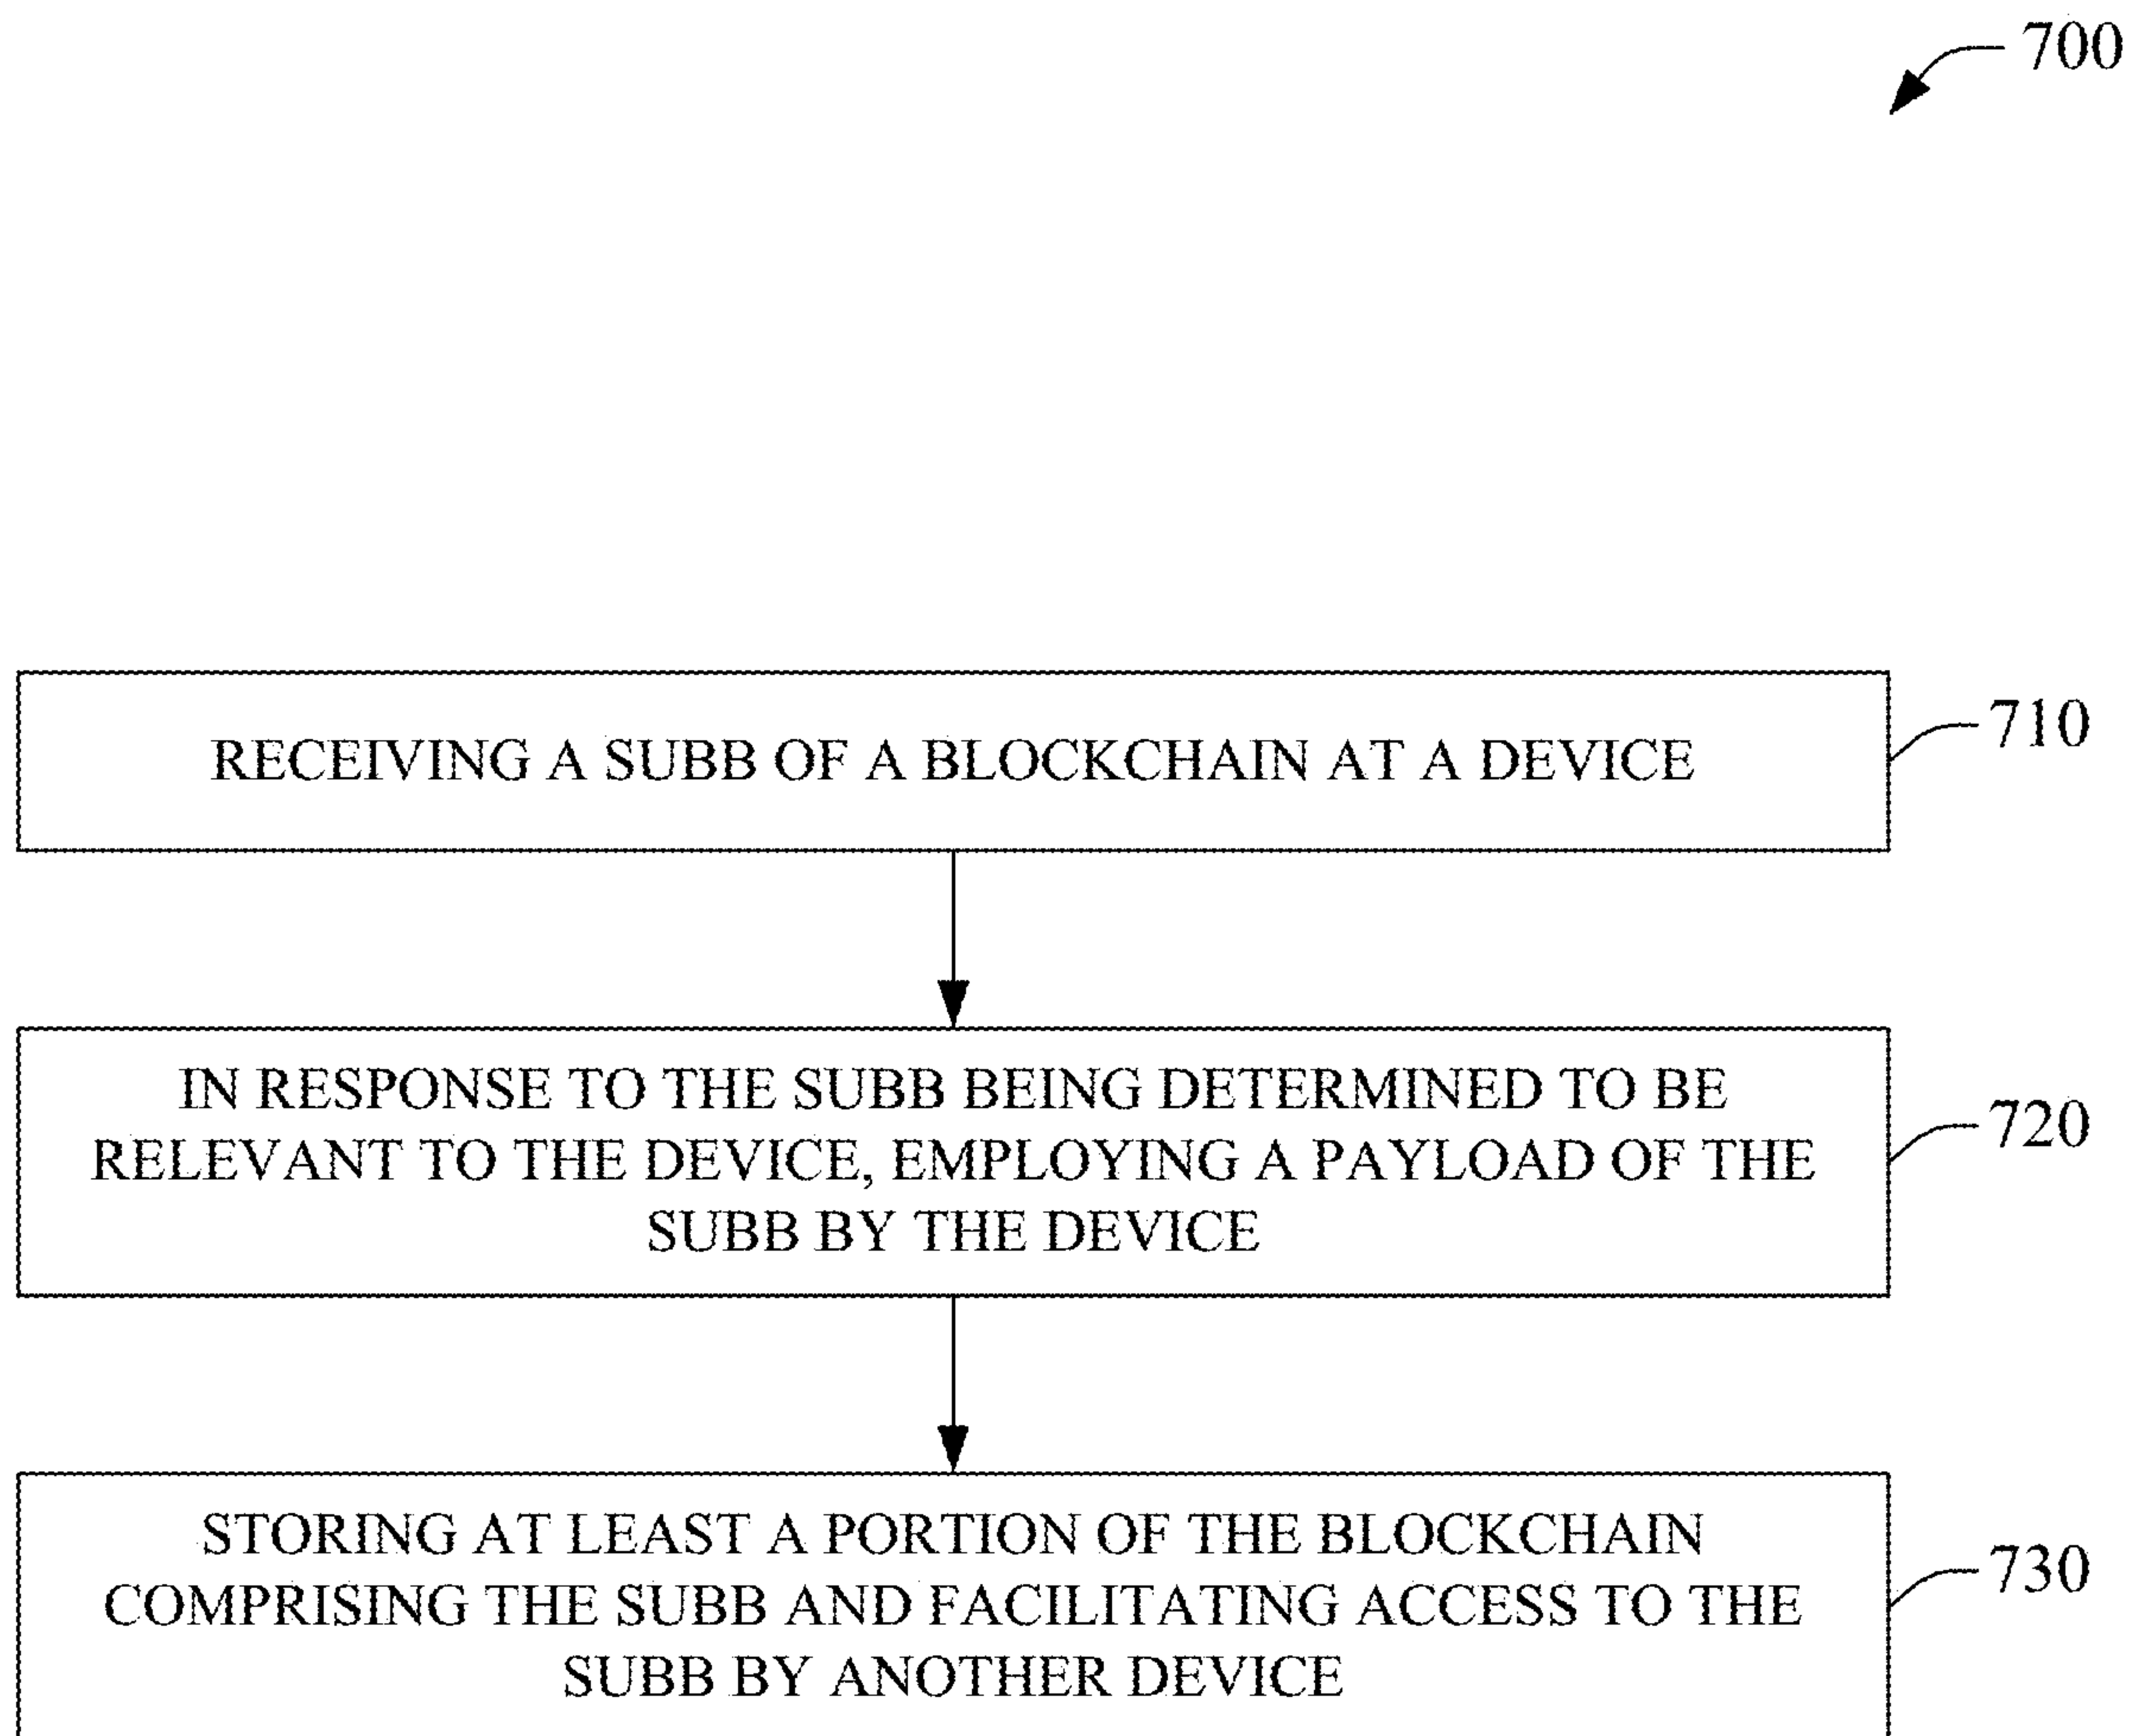 700
RECEIVING A SUBB OF A BLOCKCHAIN AT A DEVICE
710
IN RESPONSE TO THE SUBB BEING DETERMINED TO BE
RELEVANT TO THE DEVICE, EMPLOYING A PAYLOAD OF THE
SUBB BY THE DEVICE
720
STORING AT LEAST A PORTION OF THE BLOCKCHAIN
COMPRISING THE SUBB AND FACILITATING ACCESS TO THE
SUBB BY ANOTHER DEVICE
730